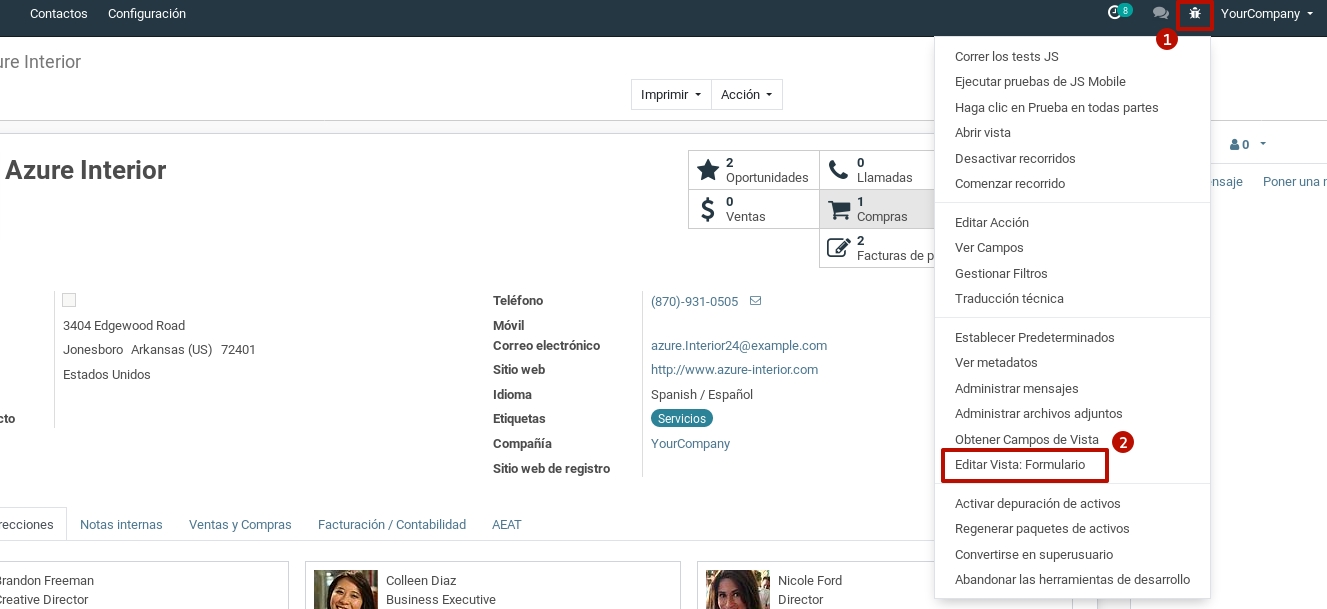 Contactos Configuración 8 YourCompany
1
ure Interior
Imprimir Acción
Correr los tests JS
Ejecutar pruebas de JS Mobile
Haga clic en Prueba en todas partes
Abrir vista
Desactivar recorridos
Comenzar recorrido
Editar Acción
Ver Campos
Gestionar Filtros
Traducción técnica
Establecer Predeterminados
Ver metadatos
Administrar mensajes
Administrar archivos adjuntos
Obtener Campos de Vista
2
Editar Vista: Formulario
Activar depuración de activos
Regenerar paquetes de activos
Convertirse en superusuario
Abandonar las herramientas de desarrollo
0
nsaje Poner una n
Azure Interior
2
Oportunidades
0
Llamadas
0
Ventas
1
Compras
2
Facturas de p
3404 Edgewood Road
Jonesboro Arkansas (US) 72401
Estados Unidos
cto
Teléfono (870)-931-0505
Móvil
Correo electrónico azure.Interior24@example.com
Sitio web http://www.azure-interior.com
Idioma Spanish / Español
Etiquetas Servicios
Compañía YourCompany
Sitio web de registro
recciones Notas internas Ventas y Compras Facturación / Contabilidad AEAT
Brandon Freeman
Creative Director
Colleen Diaz
Business Executive
Nicole Ford
Director